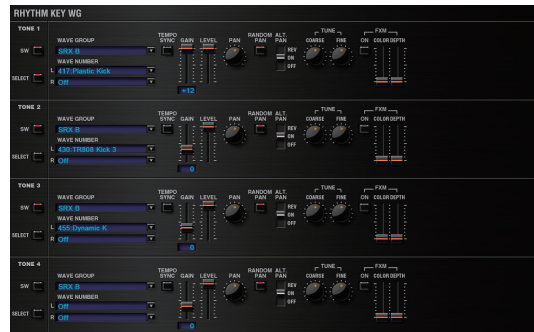 RHYTHM KEY WG
TONE 1
SW
SELECT
WAVE GROUP
SRX B
WAVE NUMBER
L 417:Plastic Kick
R Off
TEMPO SYNC
GAIN
+12
LEVEL
PAN
RANDOM PAN
ALT. PAN
REV
ON
OFF
TUNE
COARSE FINE
FXM
ON COLOR DEPTH
TONE 2
SW
SELECT
WAVE GROUP
SRX B
WAVE NUMBER
L 430:TR808 Kick 3
R Off
TEMPO SYNC
GAIN
0
LEVEL
PAN
RANDOM PAN
ALT. PAN
REV
ON
OFF
TUNE
COARSE FINE
FXM
ON COLOR DEPTH
TONE 3
SW
SELECT
WAVE GROUP
SRX B
WAVE NUMBER
L 455:Dynamic K
R Off
TEMPO SYNC
GAIN
0
LEVEL
PAN
RANDOM PAN
ALT. PAN
REV
ON
OFF
TUNE
COARSE FINE
FXM
ON COLOR DEPTH
TONE 4
SW
SELECT
WAVE GROUP
SRX B
WAVE NUMBER
L Off
R Off
TEMPO SYNC
GAIN
0
LEVEL
PAN
RANDOM PAN
ALT. PAN
REV
ON
OFF
TUNE
COARSE FINE
FXM
ON COLOR DEPTH